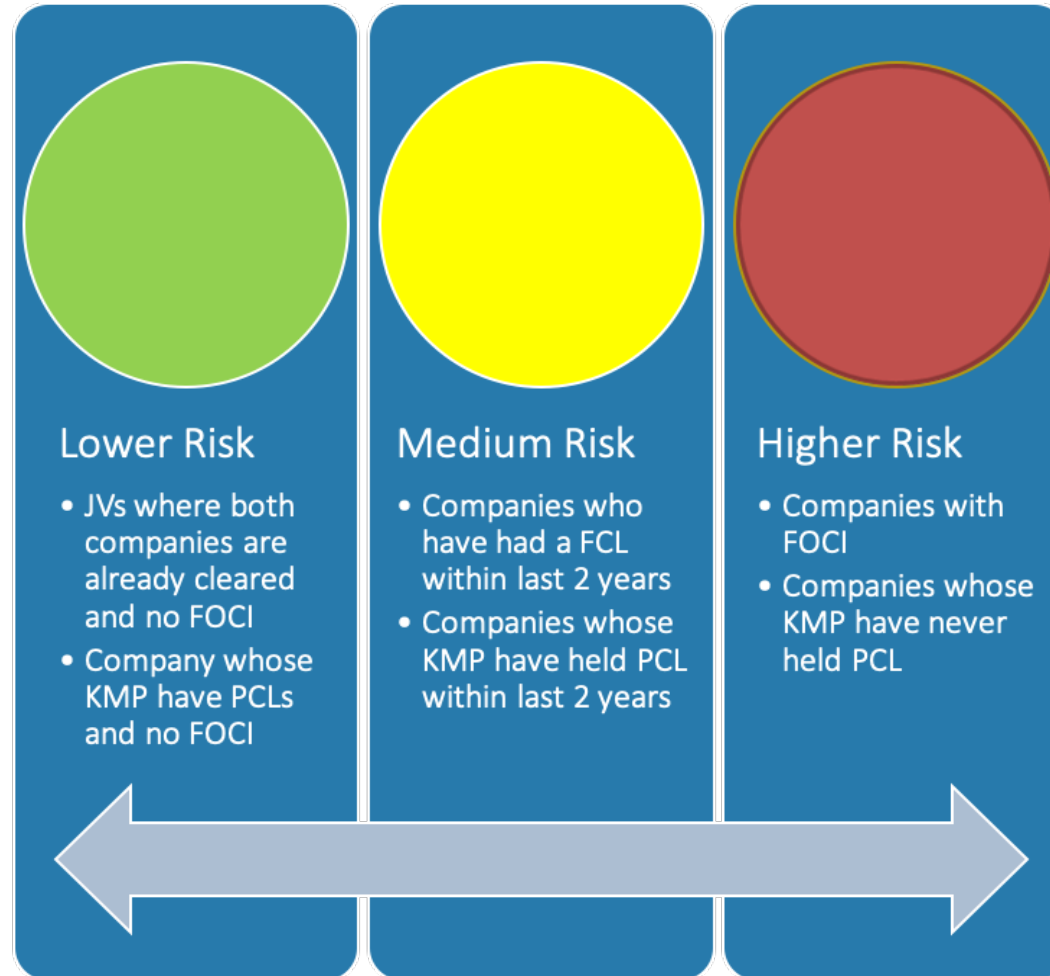 Lower Risk
• JVs where both
companies are
already cleared
and no FOCI
• Company whose
KMP have PCLs
and no FOCI
Medium Risk
• Companies who
have had a FCL
within last 2 years
• Companies whose
KMP have held PCL
within last 2 years
Higher Risk
• Companies with
FOCI
• Companies whose
KMP have never
held PCL